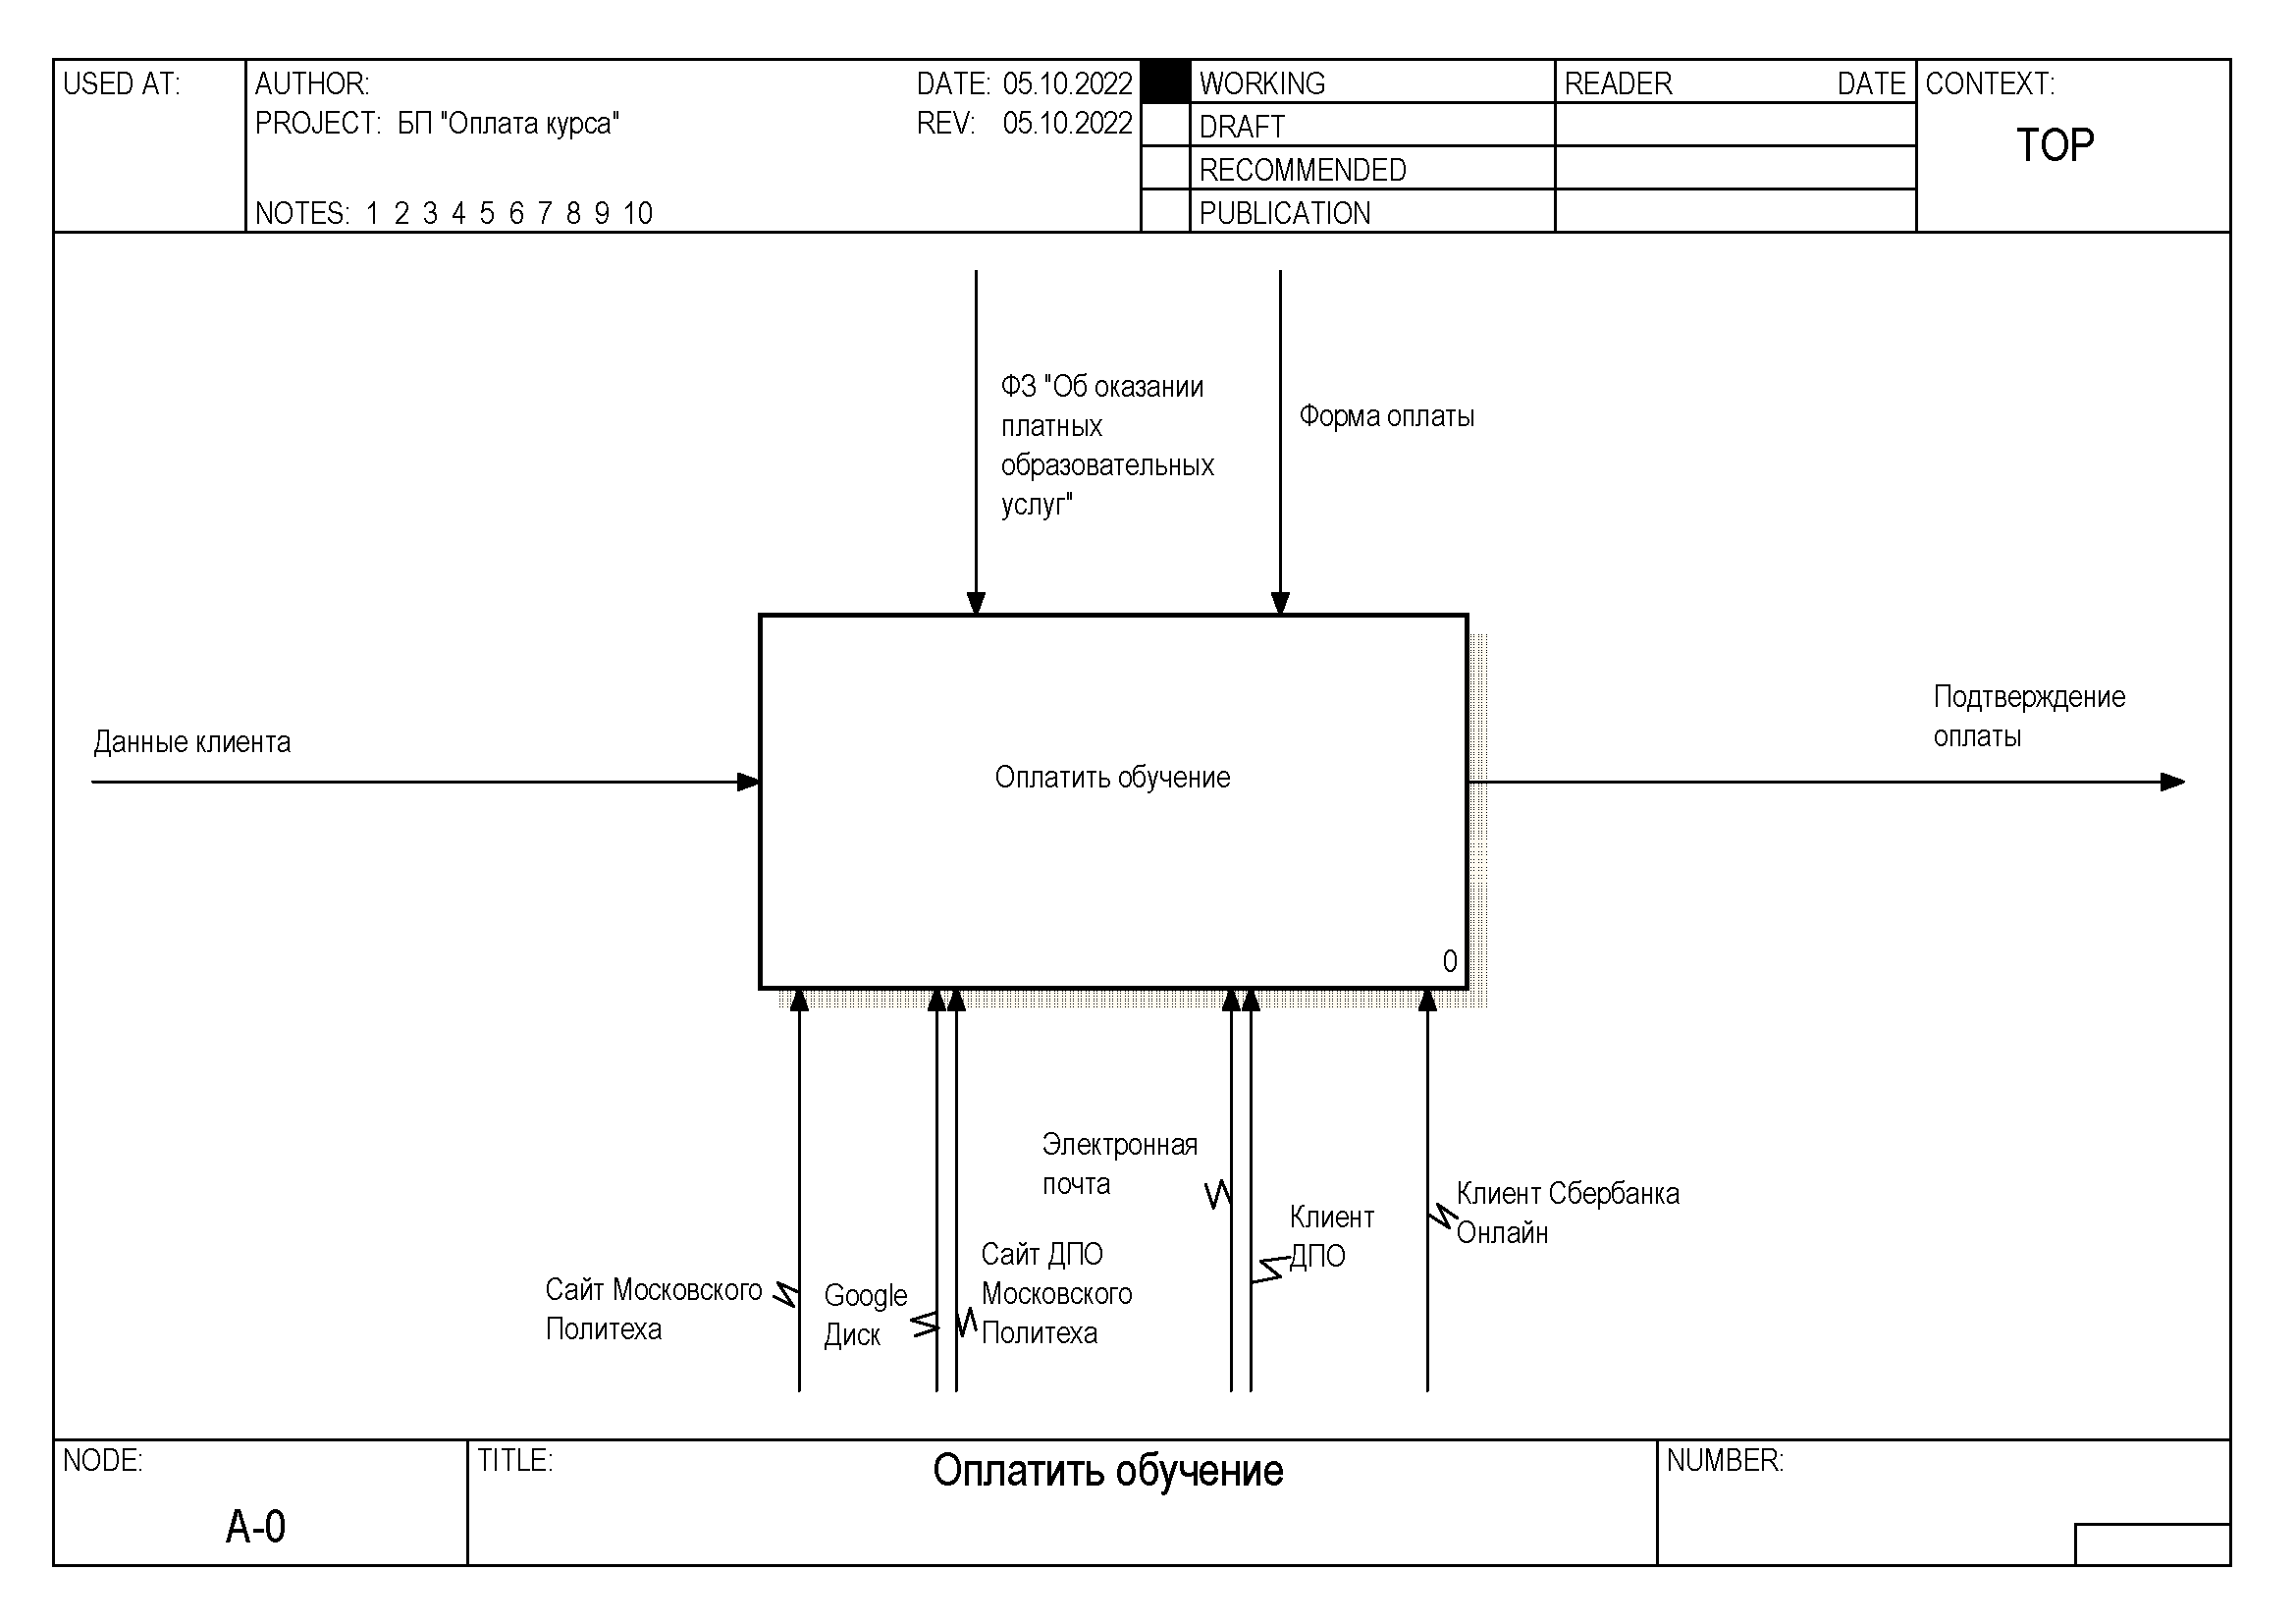 USED AT:
AUTHOR:
DATE: 05.10.2022
PROJECT: БП "Оплата курса"
REV: 05.10.2022
NOTES: 1 2 3 4 5 6 7 8 9 10
WORKING
DRAFT
RECOMMENDED
PUBLICATION
READER DATE
CONTEXT:
TOP
ФЗ "Об оказании
платных
образовательных
услуг"
Форма оплаты
Данные клиента
Оплатить обучение
0
Подтверждение
оплаты
Сайт Московского
Политеха
Google
Диск
Сайт ДПО
Московского
Политеха
Электронная
почта
Клиент
ДПО
Клиент Сбербанка
Онлайн
NODE:
A-0
TITLE:
Оплатить обучение
NUMBER: